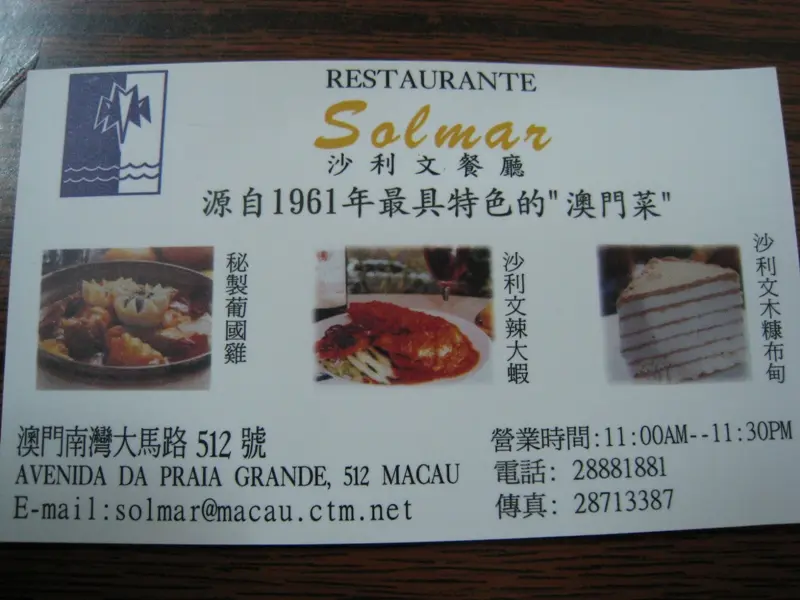 RESTAURANTE
Solmar
沙利文餐廳
源自1961年最具特色的"澳門菜"
秘製葡國雞
沙利文辣大蝦
沙利文木糠布甸
澳門南灣大馬路 512 號
AVENIDA DA PRAIA GRANDE, 512 MACAU
E-mail:solmar@macau.ctm.net
營業時間:11:00AM--11:30PM
電話: 28881881
傳真: 28713387